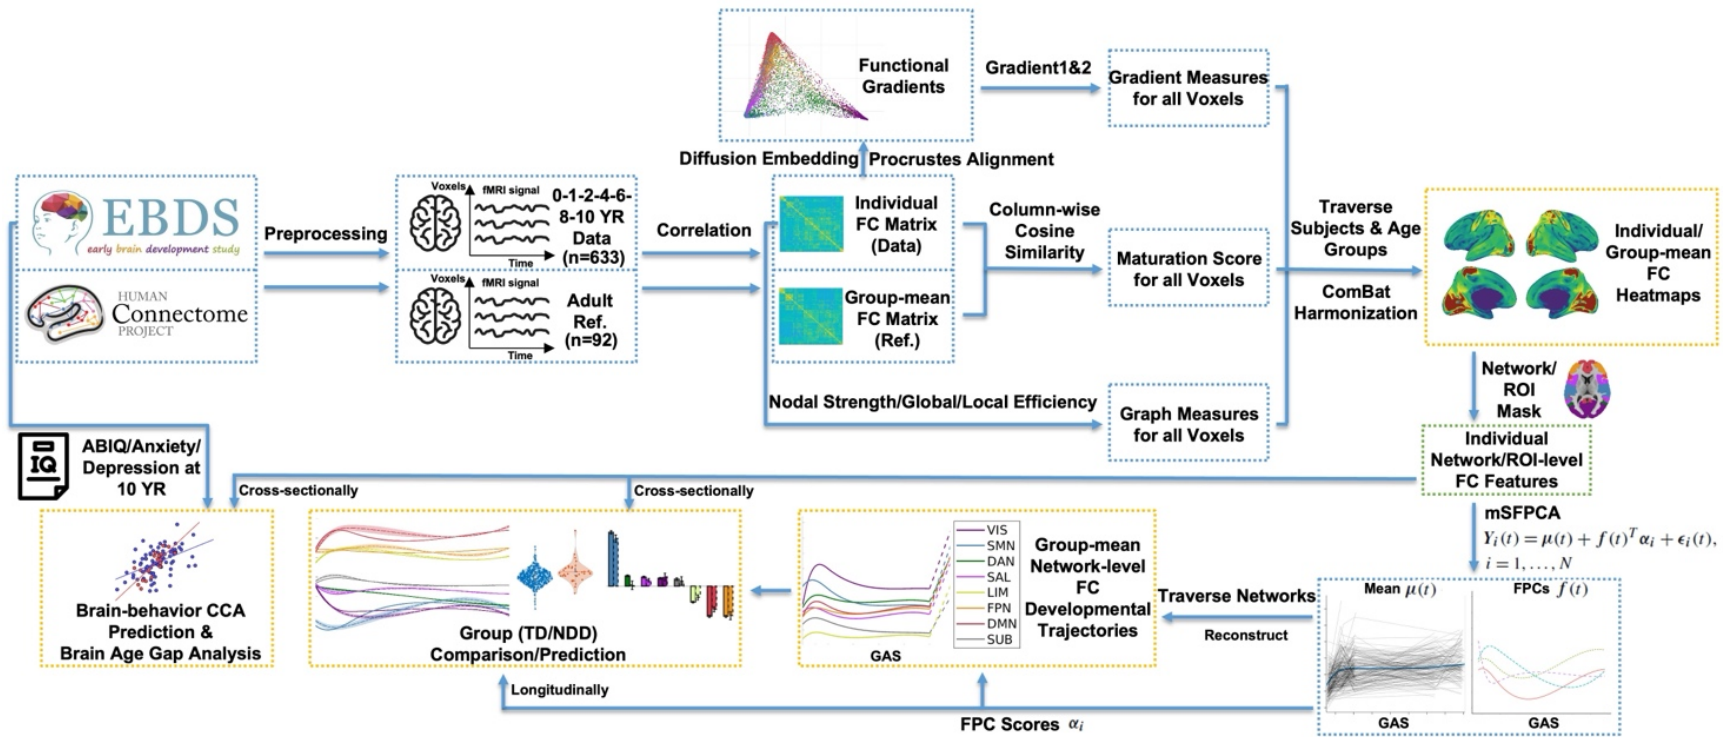 Functional
Gradients
Gradient1&2
Gradient Measures
for all Voxels
Diffusion Embedding
Procrustes Alignment
EBDS
early brain development study
HUMAN
Connectome
PROJECT
Preprocessing
Voxels
fMRI signal
Time
0-1-2-4-6-
8-10 YR
Data
(n=633)
Voxels
fMRI signal
Time
Adult
Ref.
(n=92)
Correlation
Individual
FC Matrix
(Data)
Group-mean
FC Matrix
(Ref.)
Column-wise
Cosine
Similarity
Maturation Score
for all Voxels
Nodal Strength/Global/Local Efficiency
Graph Measures
for all Voxels
Traverse
Subjects & Age
Groups
ComBat
Harmonization
Individual/
Group-mean
FC
Heatmaps
Network/
ROI
Mask
Individual
Network/ROI-level
FC Features
IQ
ABIQ/Anxiety/
Depression at
10 YR
Cross-sectionally
Cross-sectionally
Brain-behavior CCA
Prediction &
Brain Age Gap Analysis
Group (TD/NDD)
Comparison/Prediction
GAS
VIS
SMN
DAN
SAL
LIM
FPN
DMN
SUB
Group-mean
Network-level
FC
Developmental
Trajectories
Traverse Networks
Reconstruct
mSFPCA
Y_i(t) = μ(t) + f(t)^T α_i + ϵ_i(t),
i = 1, . . . , N
Mean μ(t)
FPCs f(t)
GAS
GAS
Longitudinally
FPC Scores α_i